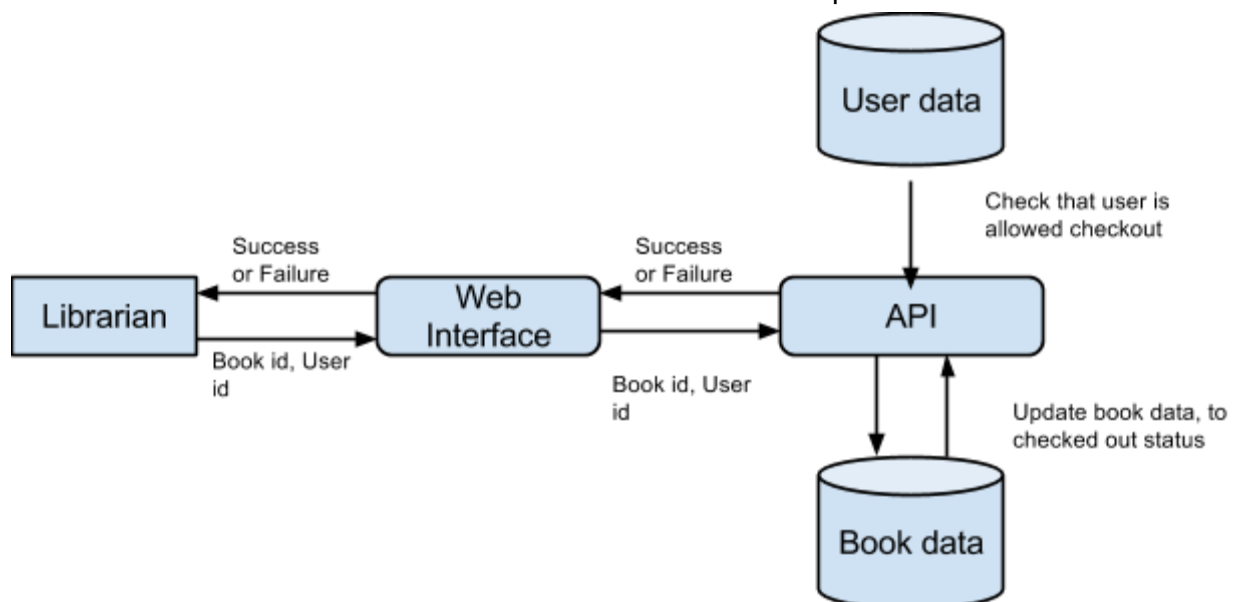 User data
Check that user is
allowed checkout
Success
or Failure
Success
or Failure
Librarian
Web
Interface
API
Book id, User
id
Book id, User
id
Update book data, to
checked out status
Book data